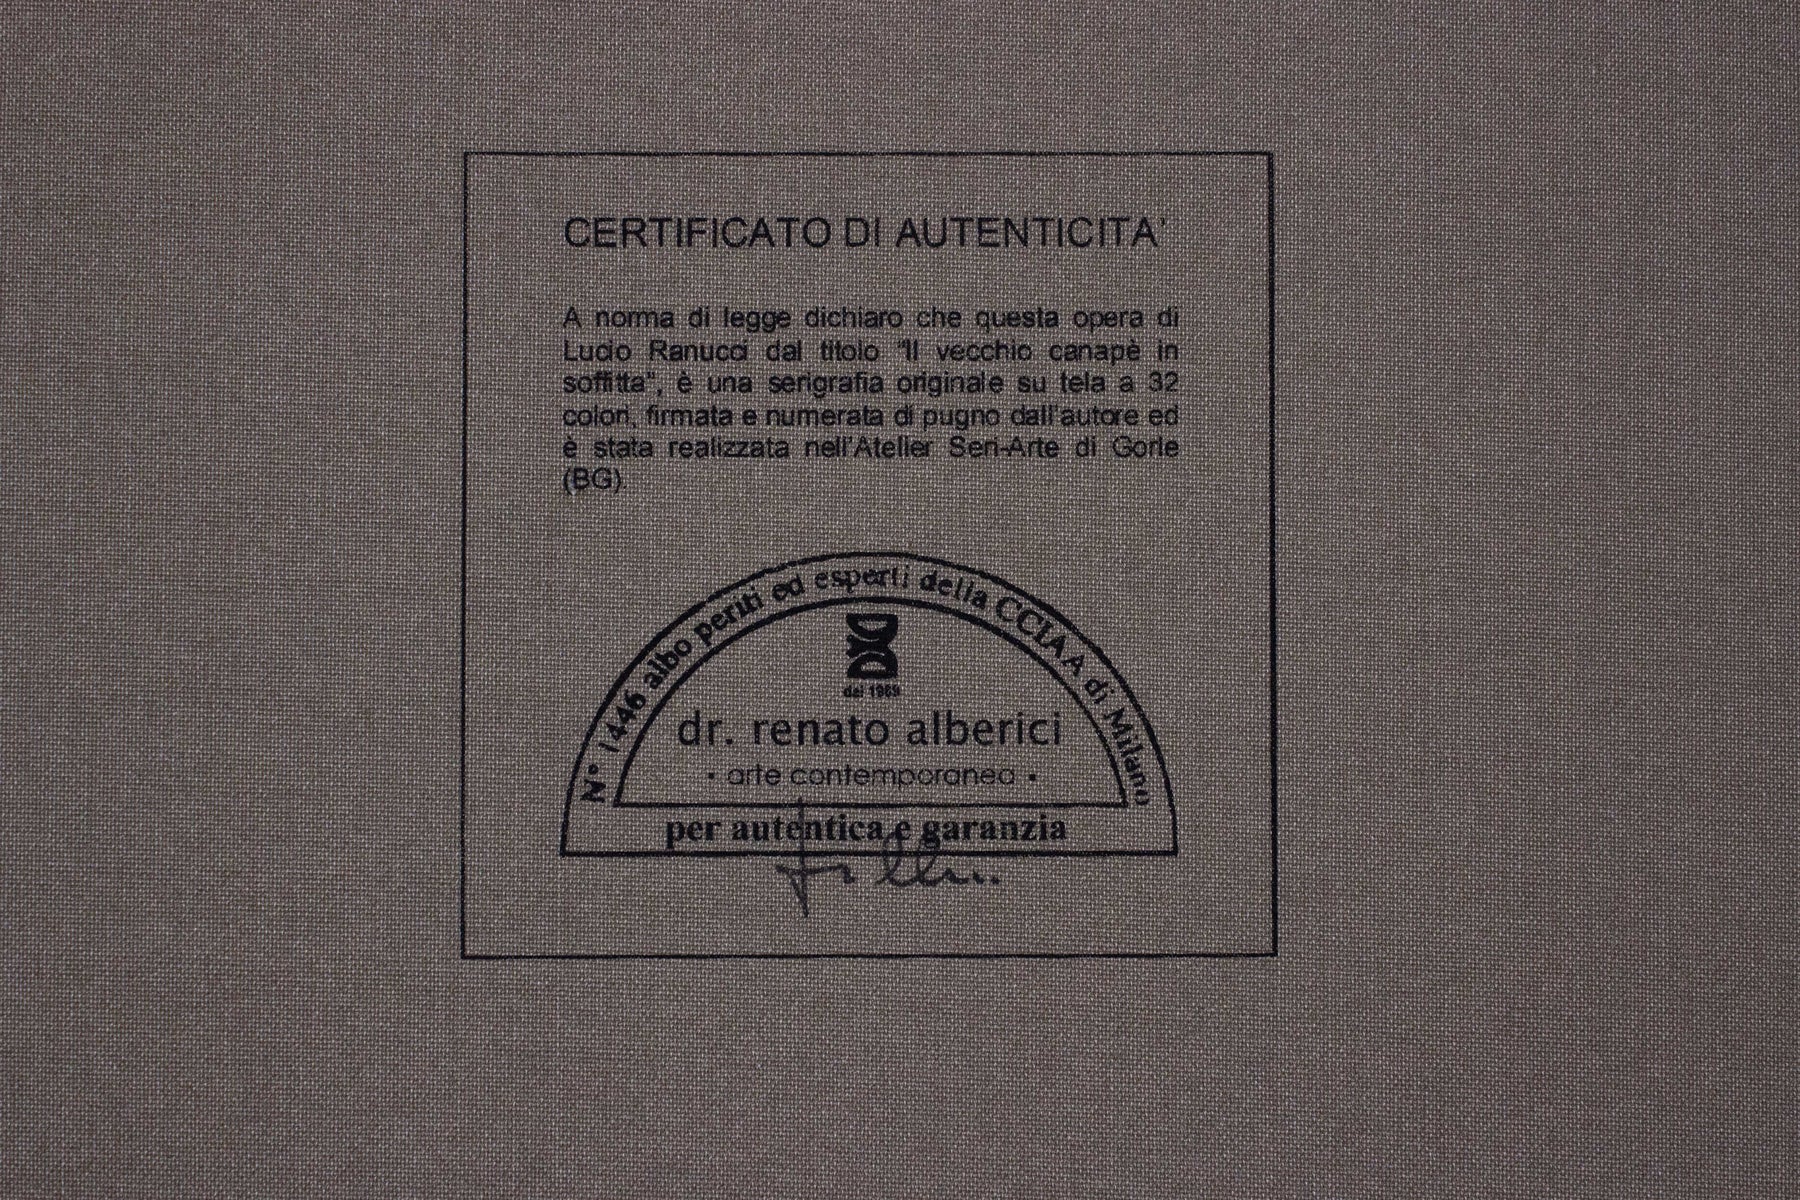 CERTIFICATO DI AUTENTICITA'
A norma di legge dichiaro che questa opera di
Lucio Ranucci dal titolo "Il vecchio canapè in
soffitta", è una serigrafia originale su tela a 32
colori, firmata e numerata di pugno dall'autore ed
è stata realizzata nell'Atelier Seri-Arte di Gorle
(BG).
N° 1446 albo periti ed esperti della CCIAA di Milano
dal 1969
dr. renato alberici
· arte contemporanea ·
per autentica e garanzia